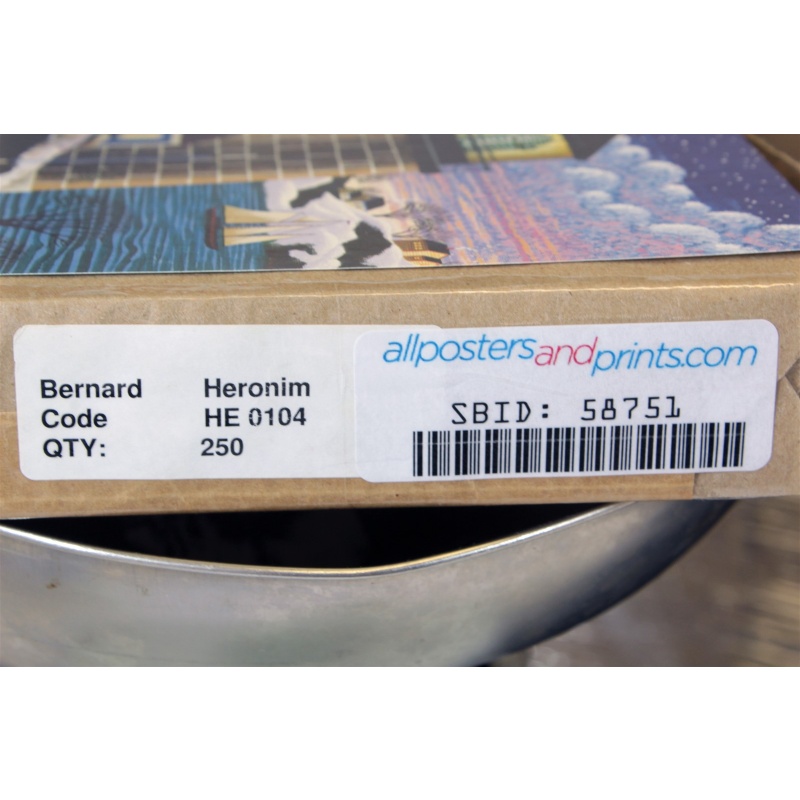 Bernard Heronim
Code HE 0104
QTY: 250
allpostersandprints.com
SBID: 58751